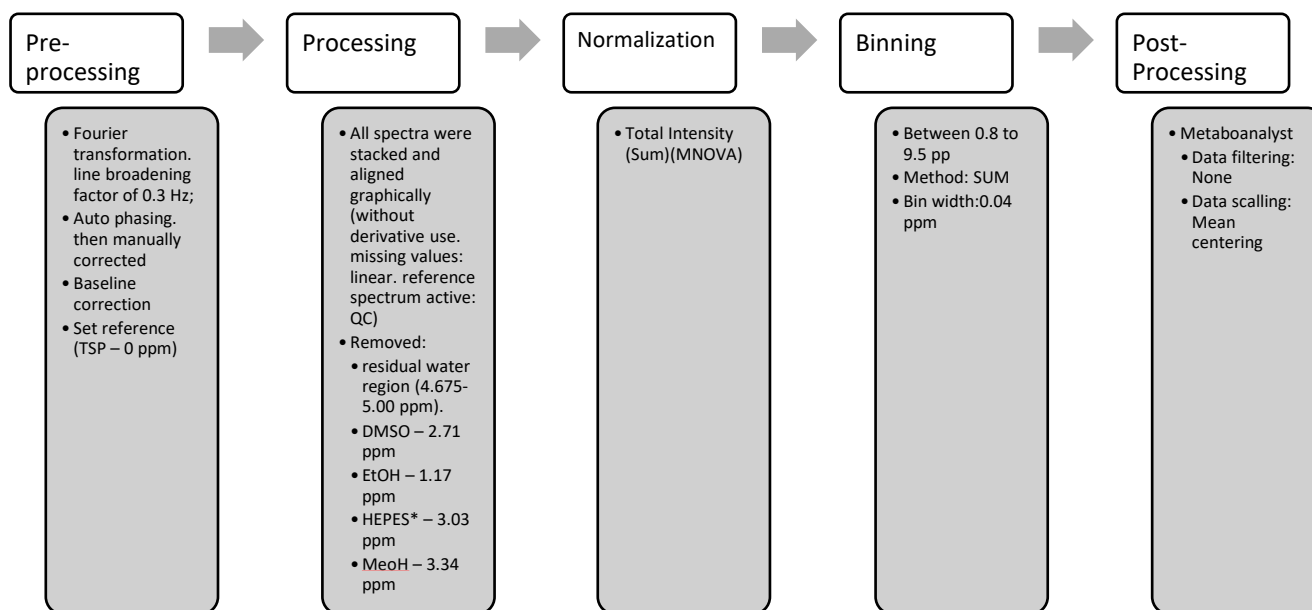 Pre-
processing
Processing
Normalization
Binning
Post-
Processing
• Fourier
transformation.
line broadening
factor of 0.3 Hz;
• Auto phasing.
then manually
corrected
• Baseline
correction
• Set reference
(TSP – 0 ppm)
• All spectra were
stacked and
aligned
graphically
(without
derivative use.
missing values:
linear. reference
spectrum active:
QC)
• Removed:
• residual water
region (4.675-
5.00 ppm).
• DMSO – 2.71
ppm
• EtOH – 1.17
ppm
• HEPES* – 3.03
ppm
• MeoH – 3.34
ppm
• Total Intensity
(Sum)(MNOVA)
• Between 0.8 to
9.5 pp
• Method: SUM
• Bin width:0.04
ppm
• Metaboanalyst
• Data filtering:
None
• Data scalling:
Mean
centering